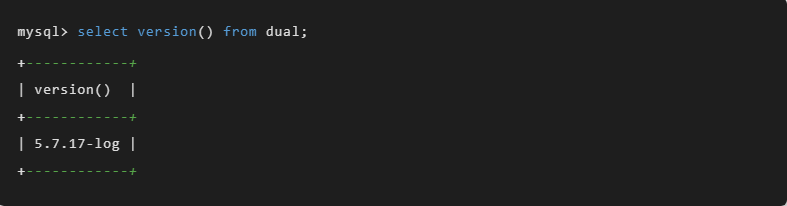 mysql> select version() from dual;
+------------+
| version()  |
+------------+
| 5.7.17-log |
+------------+